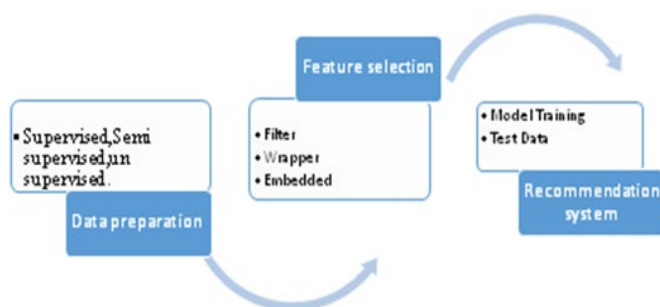 Supervised,Semi
supervised,un
supervised.
Data preparation
Feature selection
• Filter
• Wrapper
• Embedded
• Model Training
• Test Data
Recommendation
system